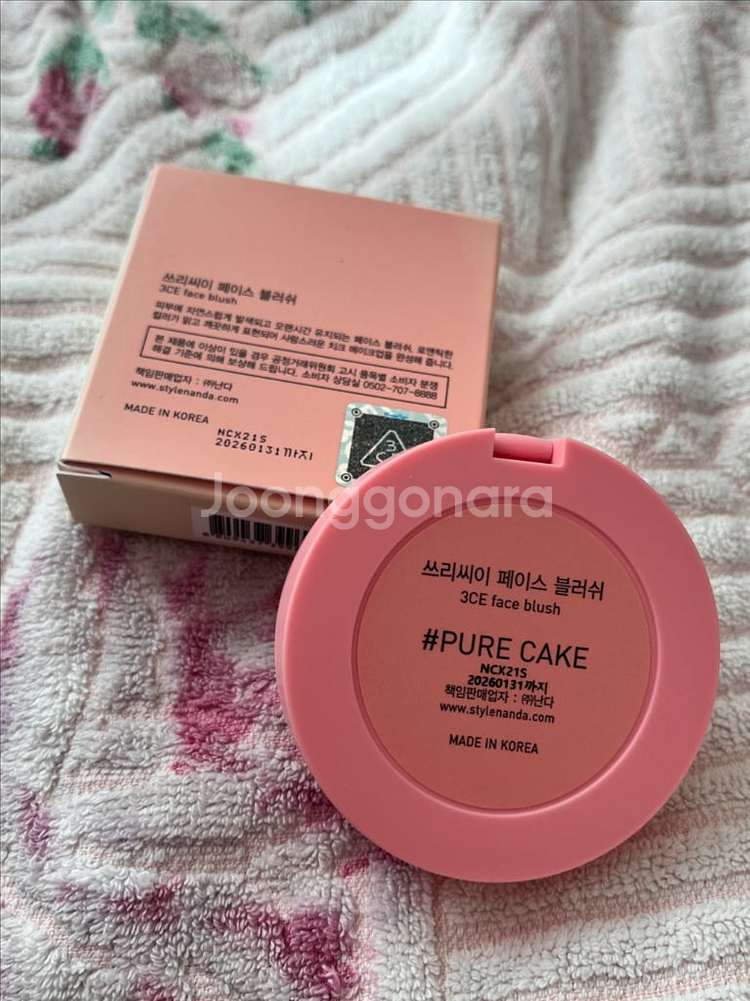 쓰리씨이 페이스 블러쉬
3CE face blush
피부에 자연스럽게 발색되고 오랜시간 유지되는 페이스 블러쉬. 로맨틱한
컬러가 맑고 깨끗하게 표현되어 사랑스러운 치크 메이크업을 완성해 줍니다.
본 제품에 이상이 있을 경우 공정거래위원회 고시 품목별 소비자 분쟁
해결 기준에 의해 보상해 드립니다. 소비자 상담실 0502-707-8888
책임판매업자 : ㈜난다
www.stylenanda.com
MADE IN KOREA
NCX21S
20260131까지
3
C
Joonggonara
쓰리씨이 페이스 블러쉬
3CE face blush
#PURE CAKE
NCX21S
20260131까지
책임판매업자 : ㈜난다
www.stylenanda.com
MADE IN KOREA